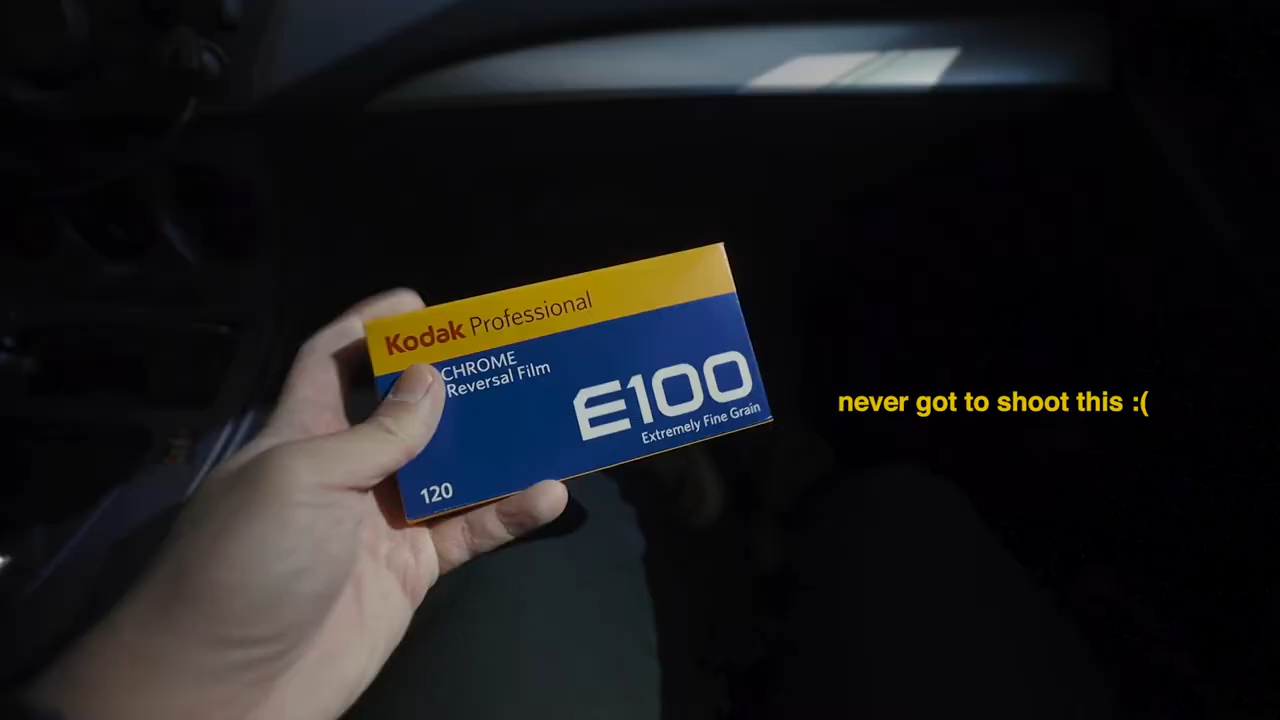 Kodak Professional
CHROME
Reversal Film
E100
Extremely Fine Grain
120
never got to shoot this :(